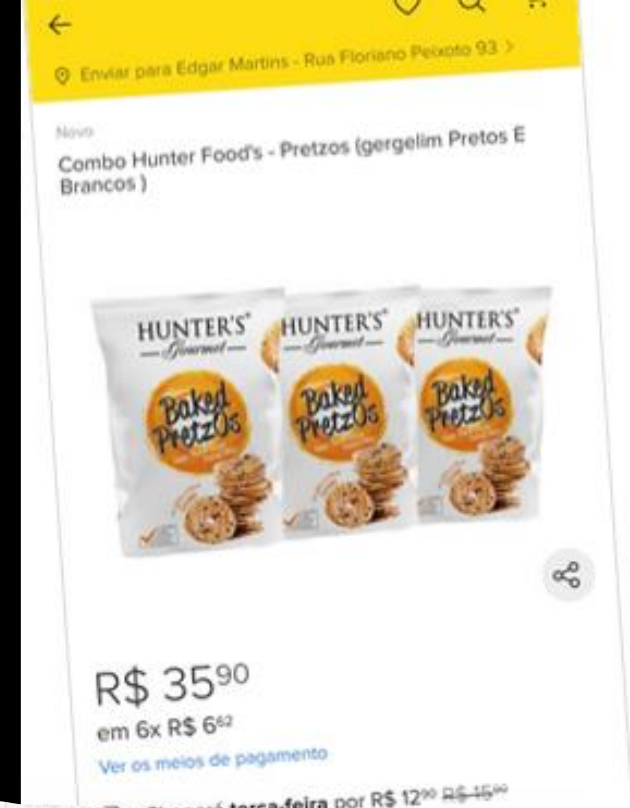 Enviar para Edgar Martins - Rua Floriano Peixoto 93 >
Novo
Combo Hunter Food's - Pretzos (gergelim Pretos E
Brancos )
HUNTER'S HUNTER'S HUNTER'S
Gourmet Gourmet Gourmet
Baked Baked Baked
PretzOs PretzOs PretzOs
R$ 35⁹⁰
em 6x R$ 6⁶²
Ver os meios de pagamento
terça-feira por R$ 12⁹⁰ R$ 15⁹⁰